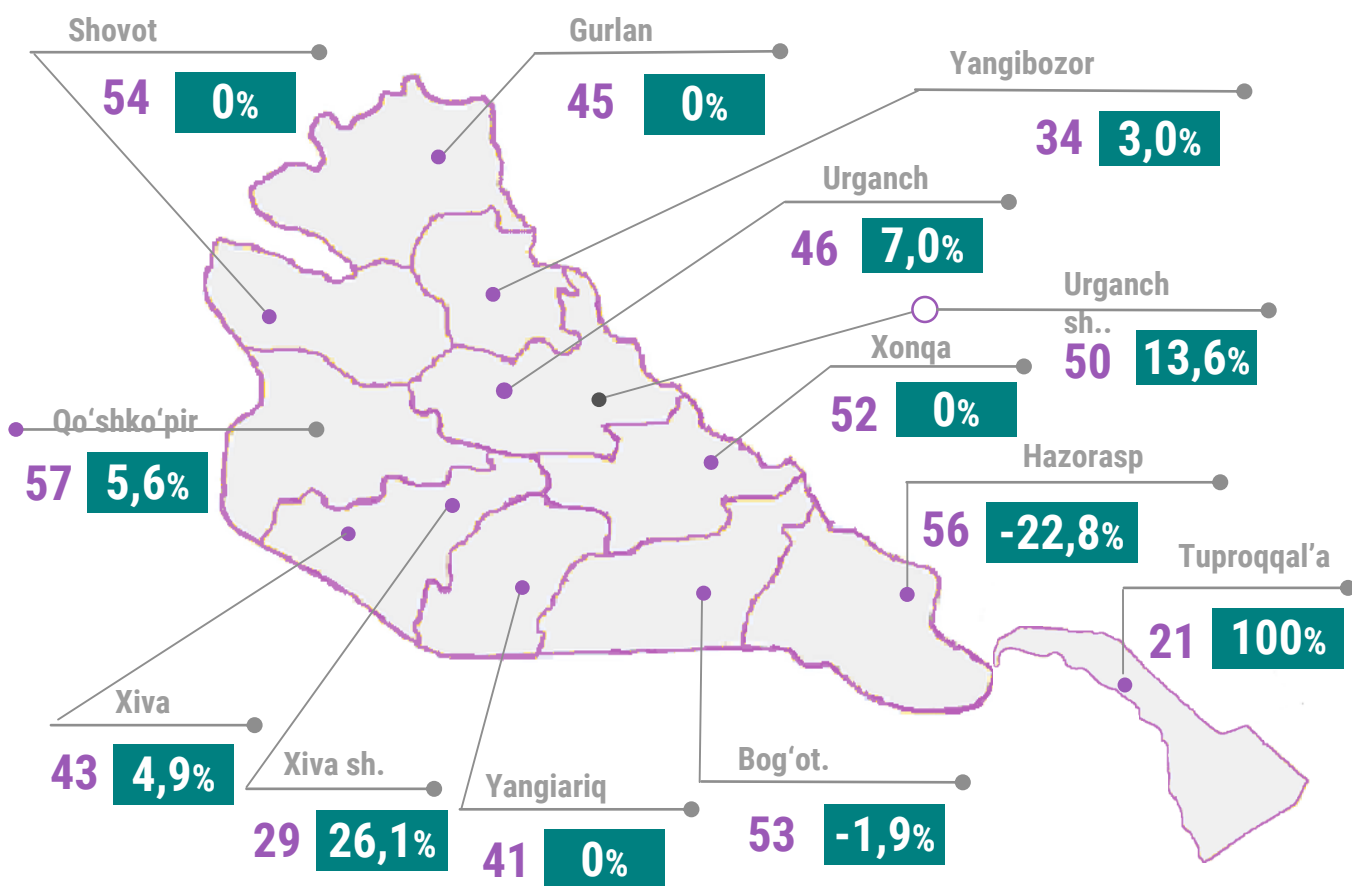 Shovot
54 0%
Gurlan
45 0%
Yangibozor
34 3,0%
Urganch
46 7,0%
Urganch
sh..
50 13,6%
Xonqa
52 0%
Qo‘shko‘pir
57 5,6%
Hazorasp
56 -22,8%
Tuproqqal’a
21 100%
Xiva
43 4,9%
Xiva sh.
29 26,1%
Yangiariq
41 0%
Bog‘ot.
53 -1,9%